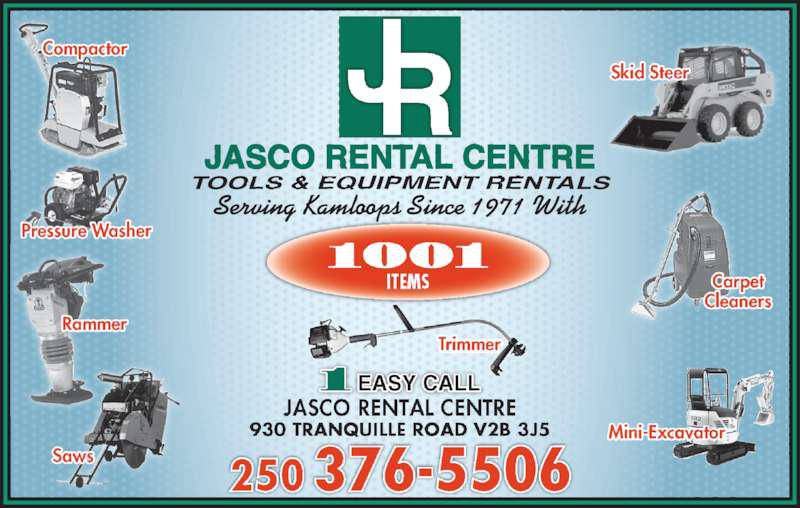 JR
JASCO RENTAL CENTRE
TOOLS & EQUIPMENT RENTALS
Serving Kamloops Since 1971 With
1001
ITEMS
Compactor
Pressure Washer
Rammer
Saws
Skid Steer
Carpet
Cleaners
Trimmer
Mini-Excavator
1 EASY CALL
JASCO RENTAL CENTRE
930 TRANQUILLE ROAD V2B 3J5
250 376-5506